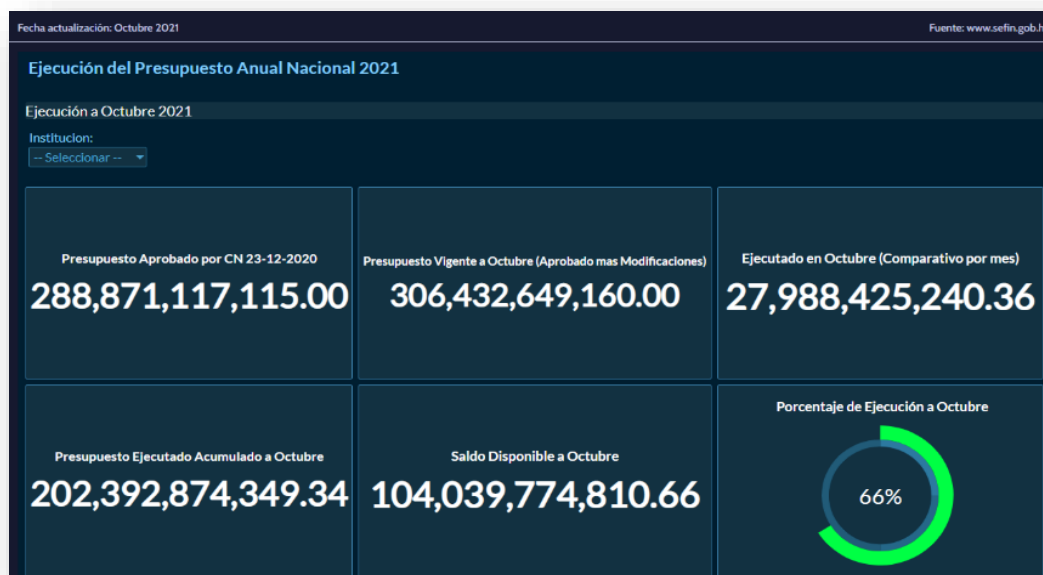 Fecha actualización: Octubre 2021
Fuente: www.sefin.gob.h
Ejecución del Presupuesto Anual Nacional 2021
Ejecución a Octubre 2021
Institucion:
-- Seleccionar --
Presupuesto Aprobado por CN 23-12-2020
288,871,117,115.00
Presupuesto Vigente a Octubre (Aprobado mas Modificaciones)
306,432,649,160.00
Ejecutado en Octubre (Comparativo por mes)
27,988,425,240.36
Presupuesto Ejecutado Acumulado a Octubre
202,392,874,349.34
Saldo Disponible a Octubre
104,039,774,810.66
Porcentaje de Ejecución a Octubre
66%